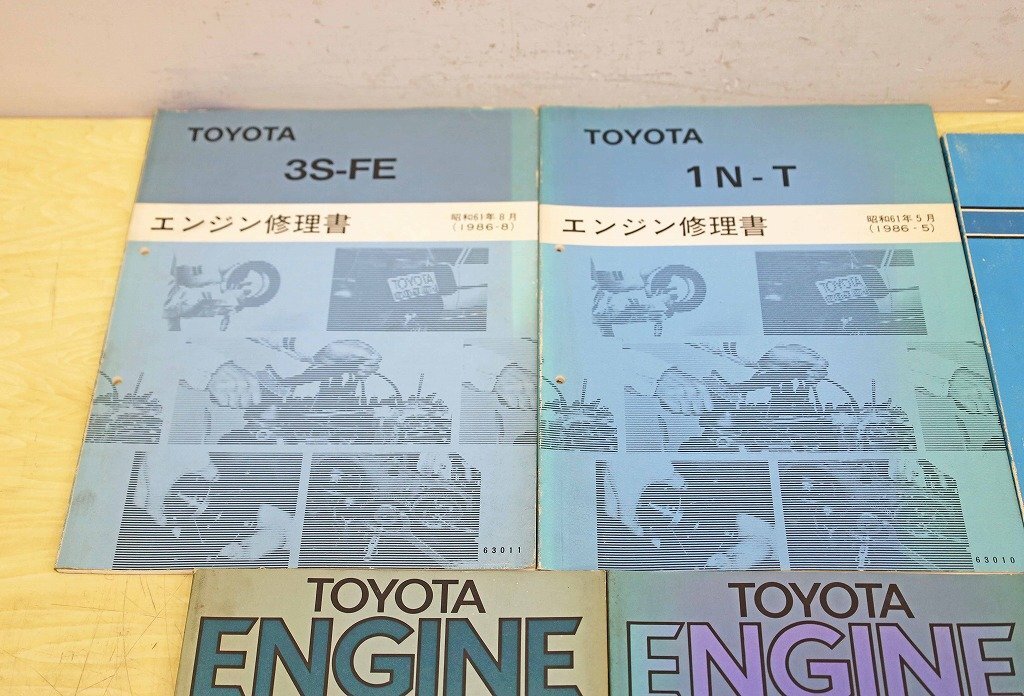 TOYOTA
3S-FE
エンジン修理書
昭和61年8月
(1986-8)
TOYOTA
63011
TOYOTA
1N-T
エンジン修理書
昭和61年5月
(1986-5)
TOYOTA
63010
TOYOTA
ENGINE
TOYOTA
ENGINE